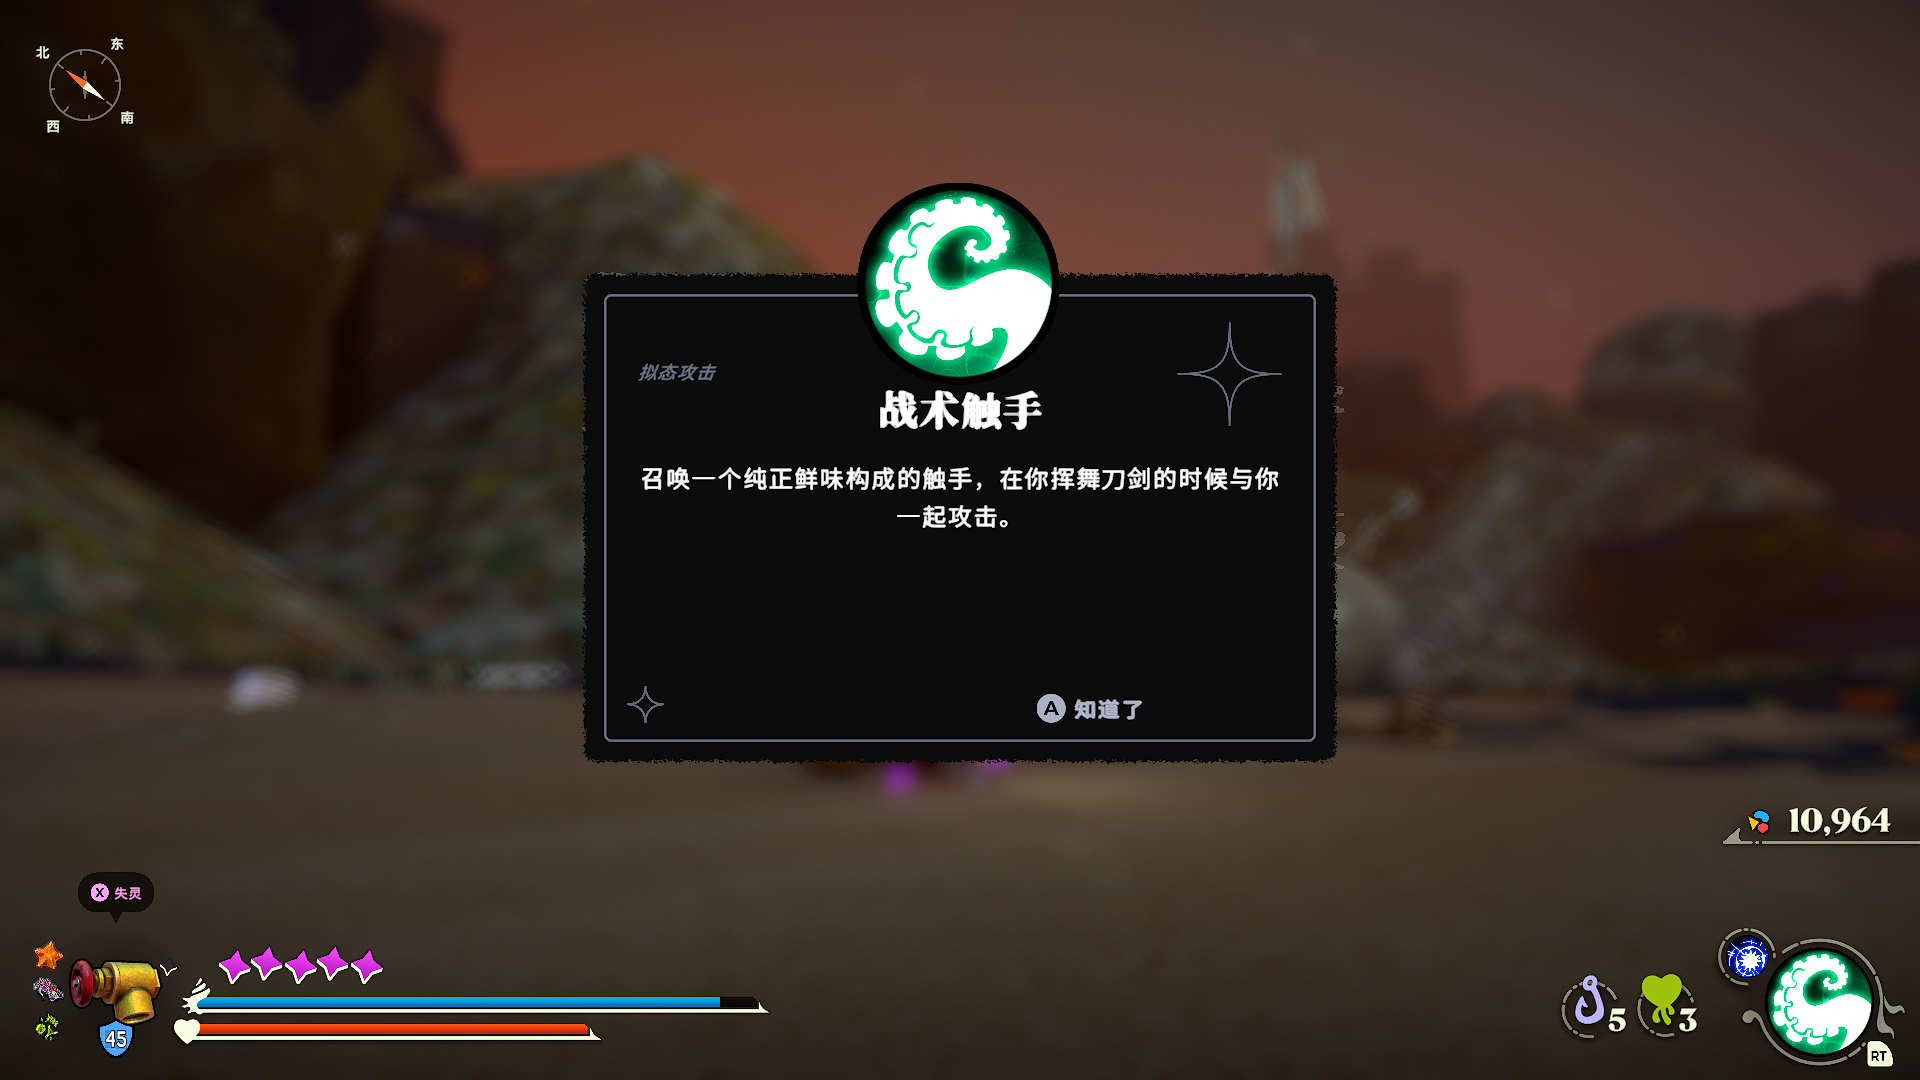 北
东
西
南
拟态攻击
战术触手
召唤一个纯正鲜味构成的触手，在你挥舞刀剑的时候与你
一起攻击。
A 知道了
10,964
X 失灵
45
5
3
RT